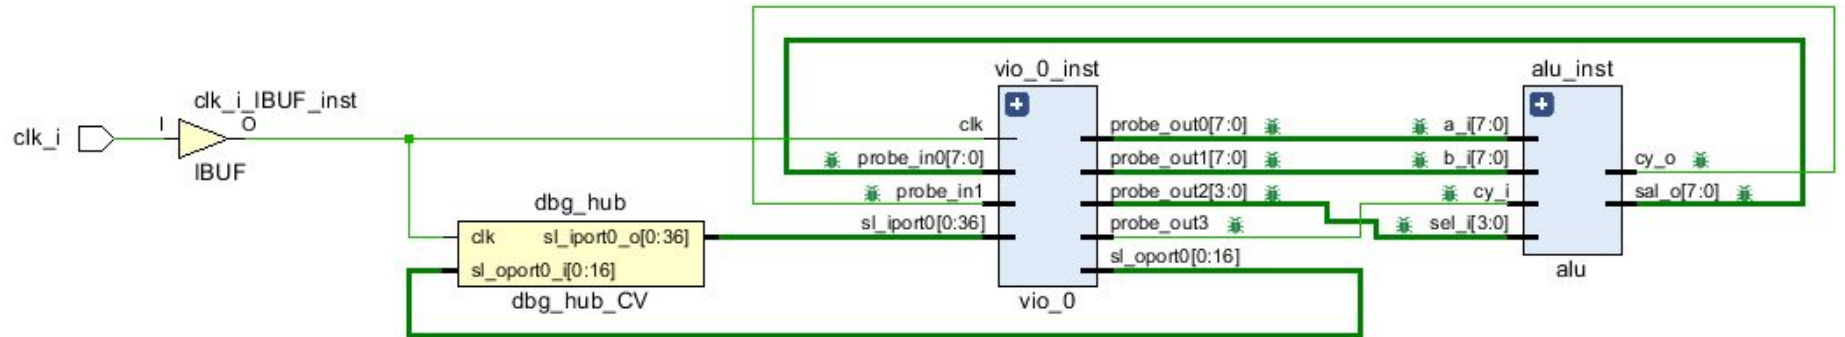 clk_i
I
clk_i_IBUF_inst
O
IBUF
dbg_hub
clk
sl_iport0_o[0:36]
sl_oport0_i[0:16]
dbg_hub_CV
vio_0_inst
clk
probe_in0[7:0]
probe_in1
sl_iport0[0:36]
probe_out0[7:0]
probe_out1[7:0]
probe_out2[3:0]
probe_out3
sl_oport0[0:16]
vio_0
alu_inst
a_i[7:0]
b_i[7:0]
cy_i
sel_i[3:0]
cy_o
sal_o[7:0]
alu